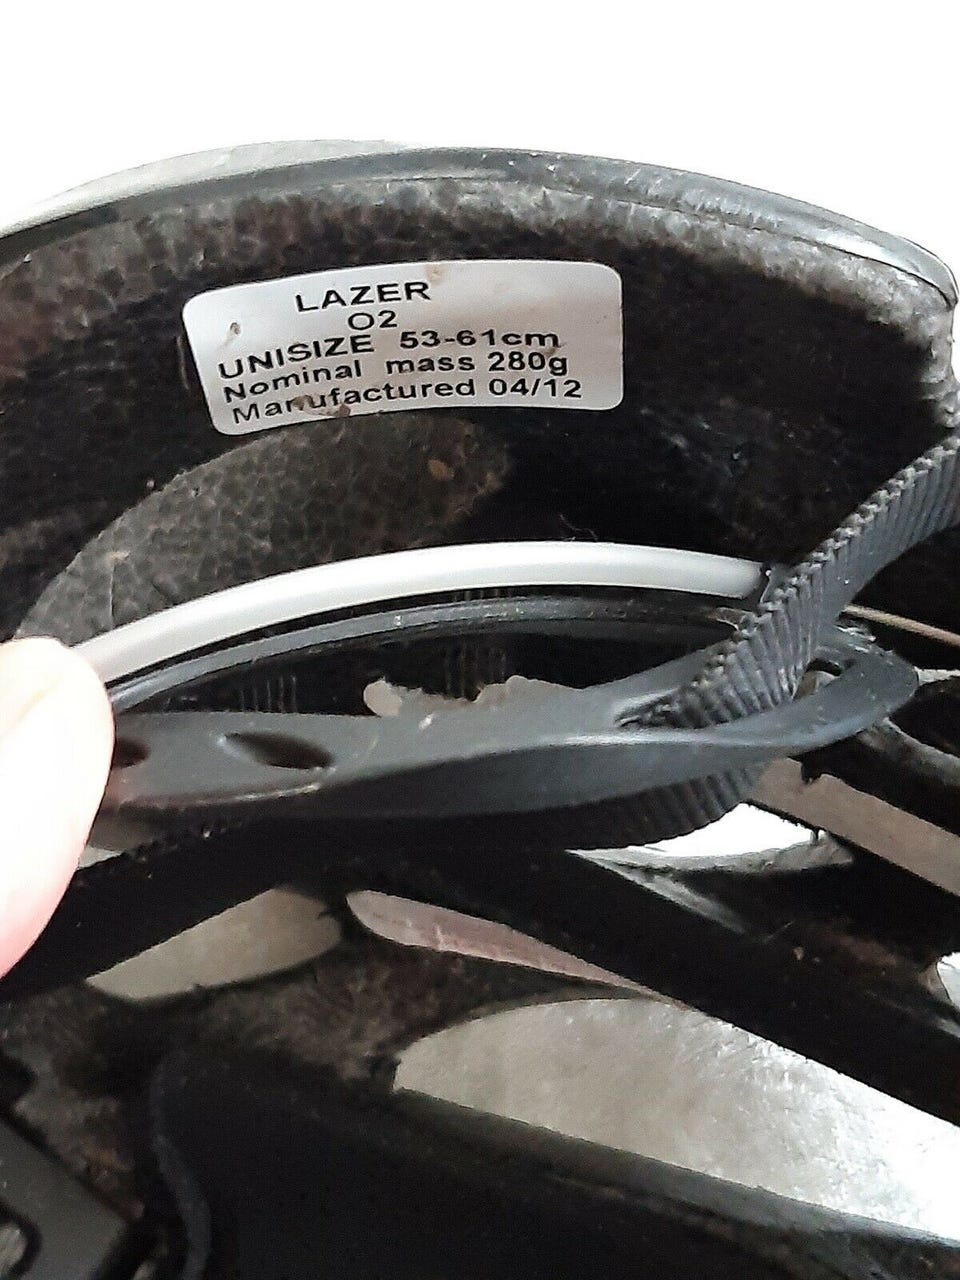 LAZER
O2
UNISIZE 53-61cm
Nominal mass 280g
Manufactured 04/12